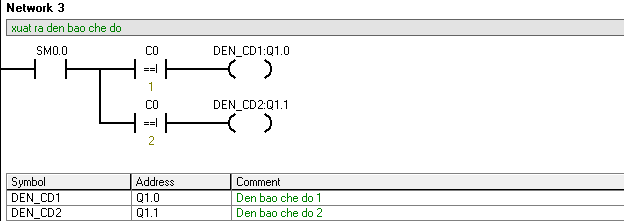 Network 3
xuat ra den bao che do
SM0.0 C0 DEN_CD1:Q1.0
==I
1
C0 DEN_CD2:Q1.1
==I
2
Symbol Address Comment
DEN_CD1 Q1.0 Den bao che do 1
DEN_CD2 Q1.1 Den bao che do 2